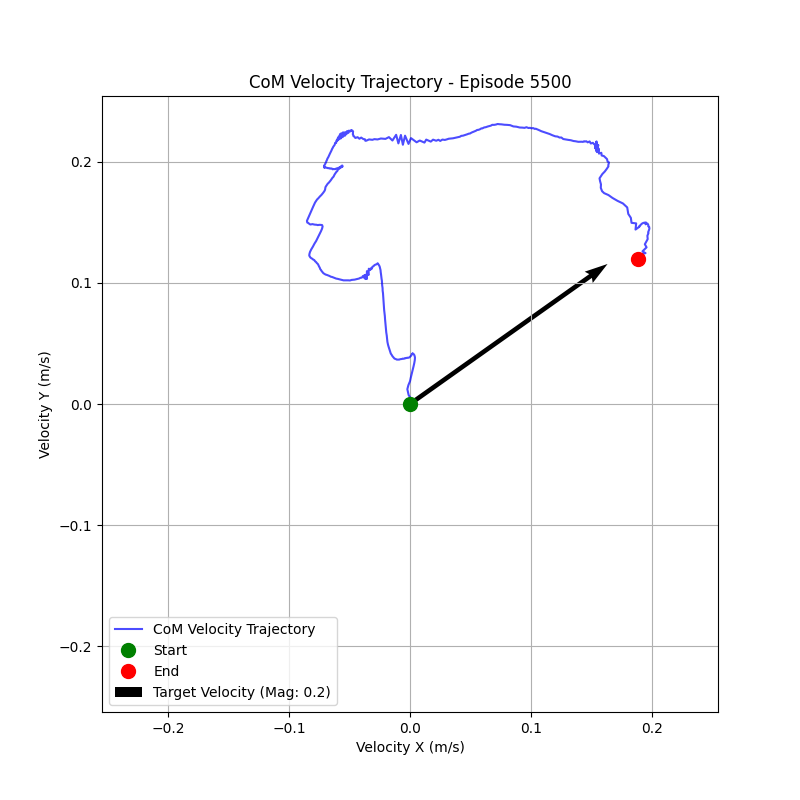 CoM Velocity Trajectory - Episode 5500
Velocity Y (m/s)
0.2
0.1
0.0
−0.1
−0.2
CoM Velocity Trajectory
Start
End
Target Velocity (Mag: 0.2)
−0.2 −0.1 0.0 0.1 0.2
Velocity X (m/s)